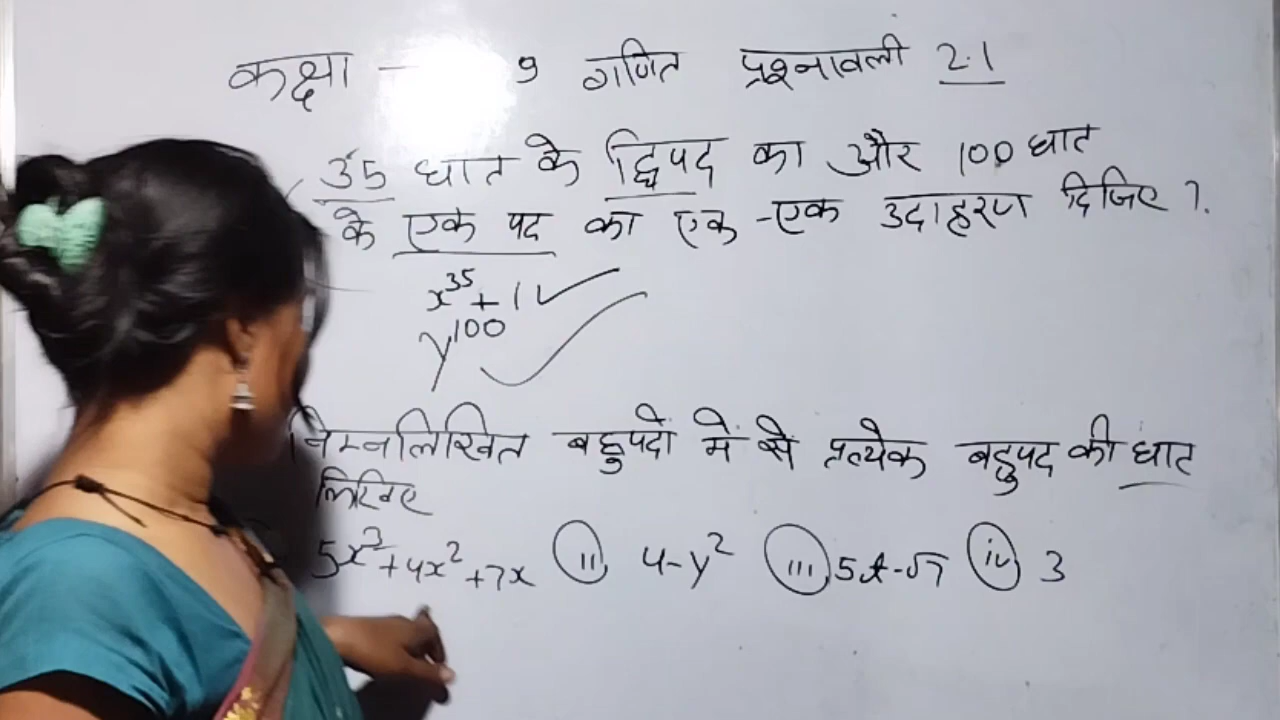 कक्षा - 9 गणित प्रश्नावली 2.1
35 घात के द्विपद का और 100 घात
के एक पद का एक -एक उदाहरण दिजिए ?.
x³⁵+1 ✓
y¹⁰⁰ ✓
निम्नलिखित बहुपदों में से प्रत्येक बहुपद की घात
लिखिए
5x³+4x²+7x (ii) 4-y² (iii) 5t-√7 (iv) 3